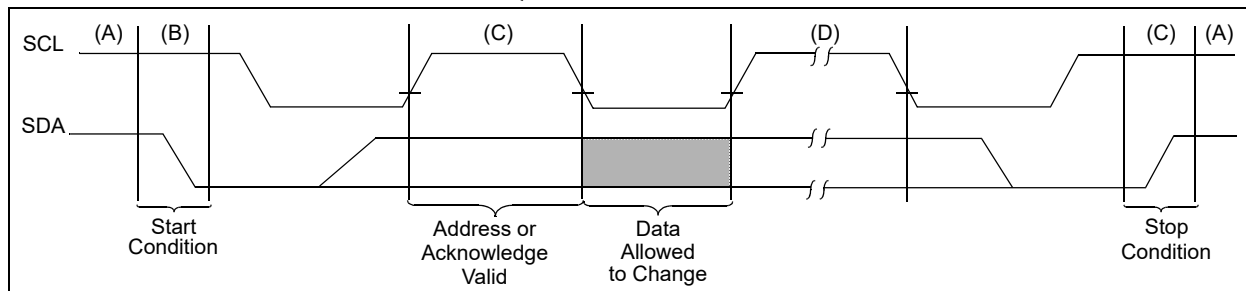 SCL
(A)
(B)
(C)
(D)
(C)
(A)
SDA
Start
Condition
Address or
Acknowledge
Valid
Data
Allowed
to Change
Stop
Condition